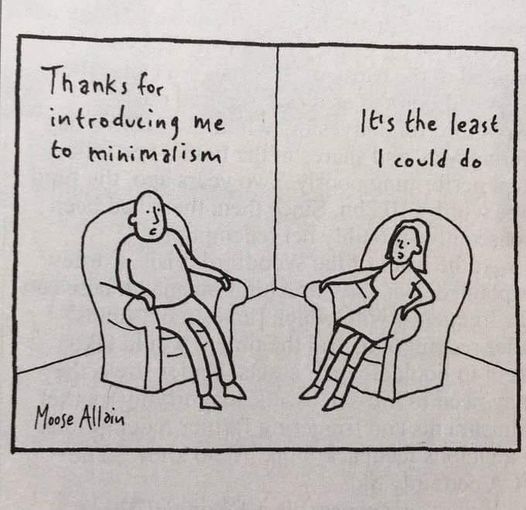 Thanks for
introducing me
to minimalism
It's the least
I could do
Moose Allain